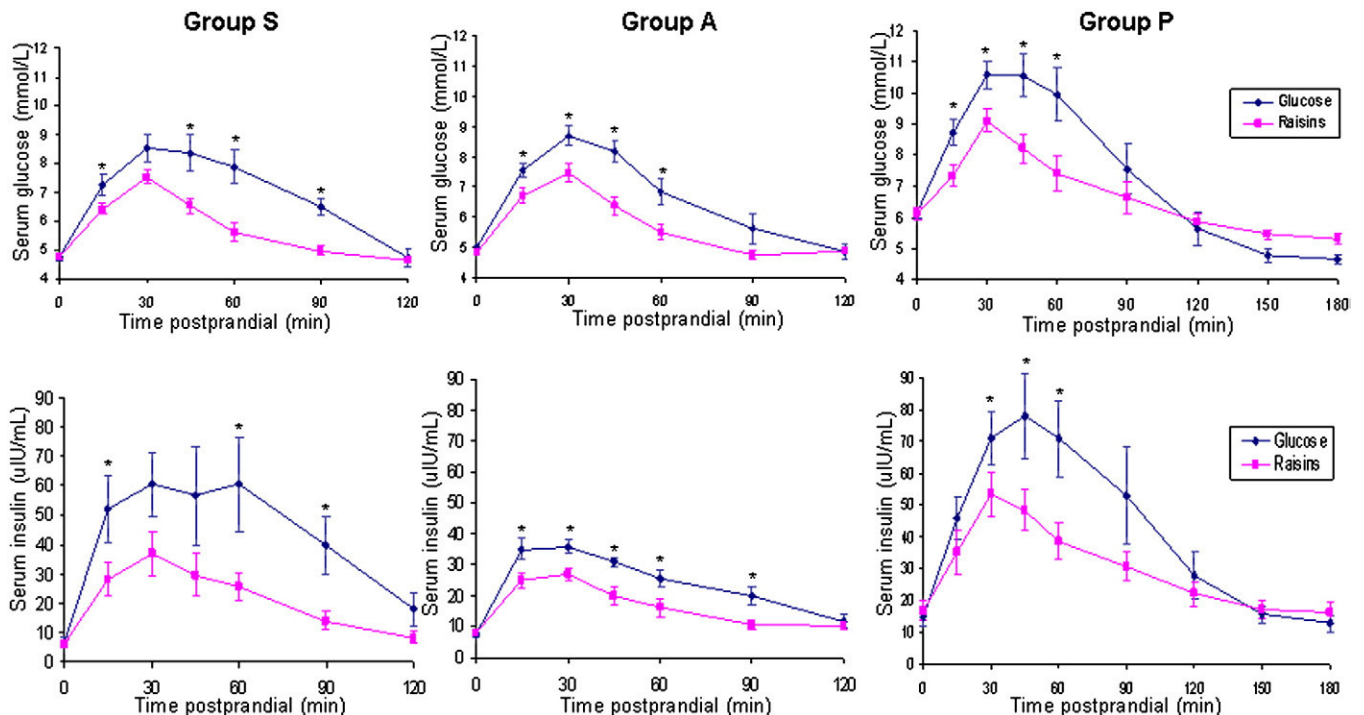 Group S
Group A
Group P
Serum glucose (mmol/L)
12
11
10
9
8
7
6
5
4
* * * *
0 30 60 90 120
Time postprandial (min)
Serum glucose (mmol/L)
12
11
10
9
8
7
6
5
4
* * * *
0 30 60 90 120
Time postprandial (min)
Serum glucose (mmol/L)
12
11
10
9
8
7
6
5
4
* * * *
0 30 60 90 120 150 180
Time postprandial (min)
Glucose
Raisins
Serum insulin (uIU/mL)
90
80
70
60
50
40
30
20
10
0
* * *
0 30 60 90 120
Time postprandial (min)
Serum insulin (uIU/mL)
90
80
70
60
50
40
30
20
10
0
* * * * *
0 30 60 90 120
Time postprandial (min)
Serum insulin (uIU/mL)
90
80
70
60
50
40
30
20
10
0
* * *
0 30 60 90 120 150 180
Time postprandial (min)
Glucose
Raisins